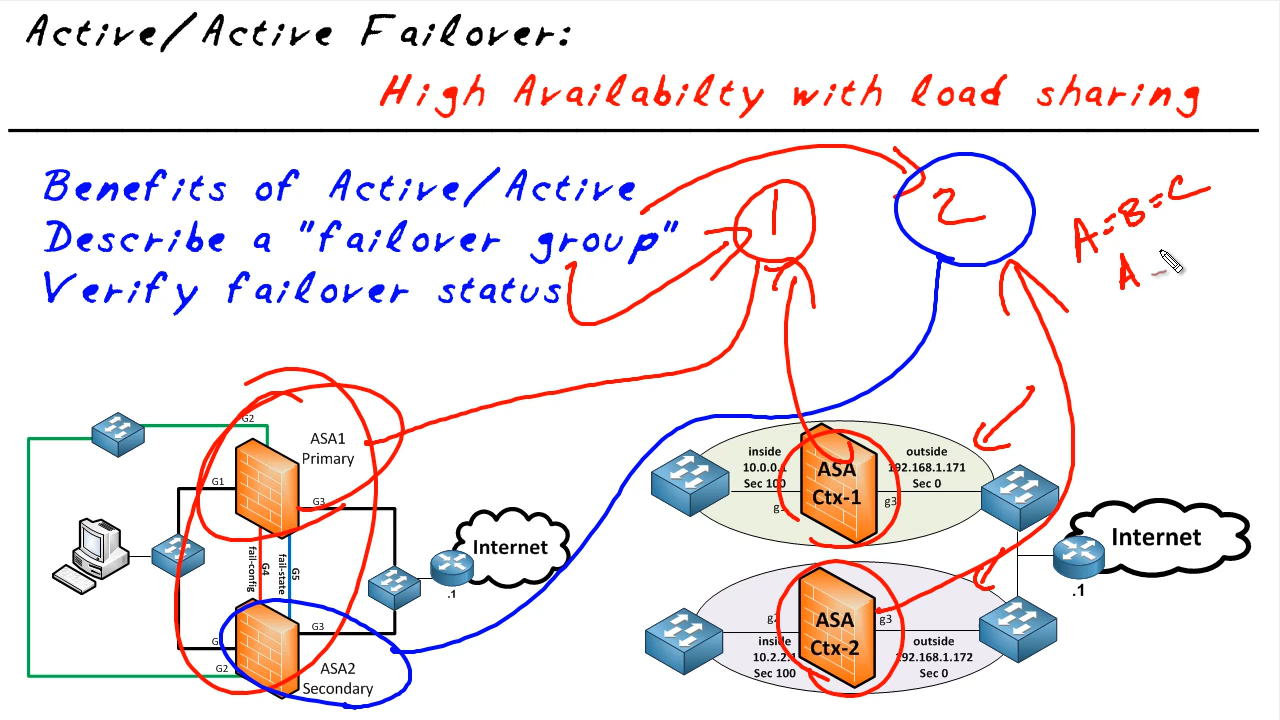 Active/Active Failover:
High Availabilty with load sharing
Benefits of Active/Active
Describe a "failover group"
Verify failover status
1
2
A=B=C
A -
G2
ASA1
Primary
G1
G3
fail-config
G4
fail-state
G5
Internet
.1
G3
G
G2
ASA2
Secondary
inside
10.0.0.1
Sec 100
g
ASA
Ctx-1
outside
192.168.1.171
Sec 0
g3
Internet
.1
g2
inside
10.2.2.1
Sec 100
ASA
Ctx-2
g3
outside
192.168.1.172
Sec 0